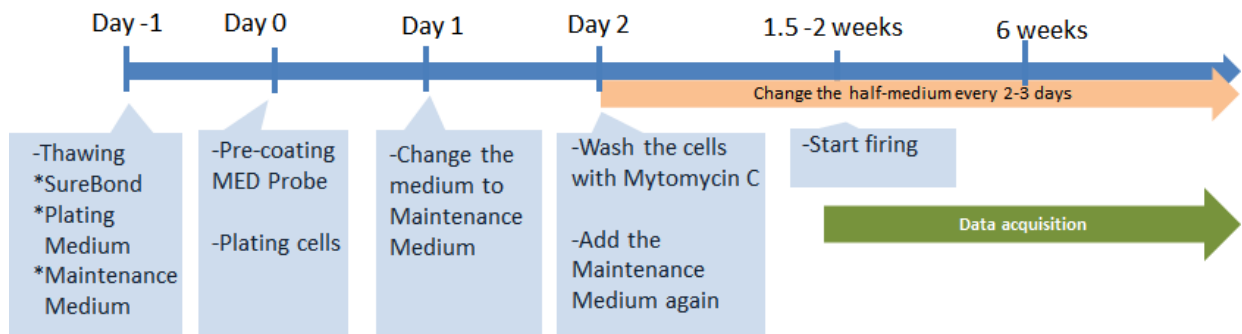 Day -1
Day 0
Day 1
Day 2
1.5 -2 weeks
6 weeks
Change the half-medium every 2-3 days
-Thawing
*SureBond
*Plating
Medium
*Maintenance
Medium
-Pre-coating
MED Probe
-Plating cells
-Change the
medium to
Maintenance
Medium
-Wash the cells
with Mytomycin C
-Add the
Maintenance
Medium again
-Start firing
Data acquisition